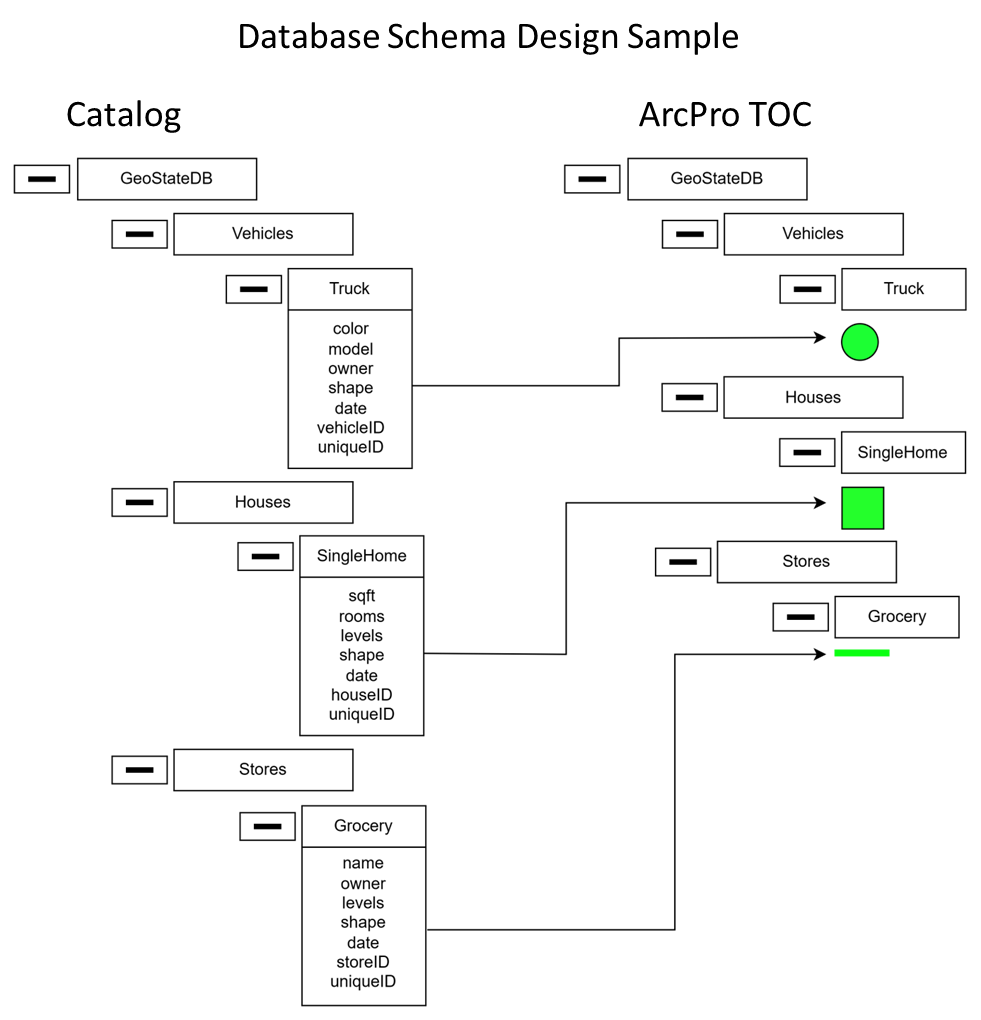 Database Schema Design Sample
Catalog
GeoStateDB
Vehicles
Truck
color
model
owner
shape
date
vehicleID
uniqueID
Houses
SingleHome
sqft
rooms
levels
shape
date
houseID
uniqueID
Stores
Grocery
name
owner
levels
shape
date
storeID
uniqueID
ArcPro TOC
GeoStateDB
Vehicles
Truck
Houses
SingleHome
Stores
Grocery